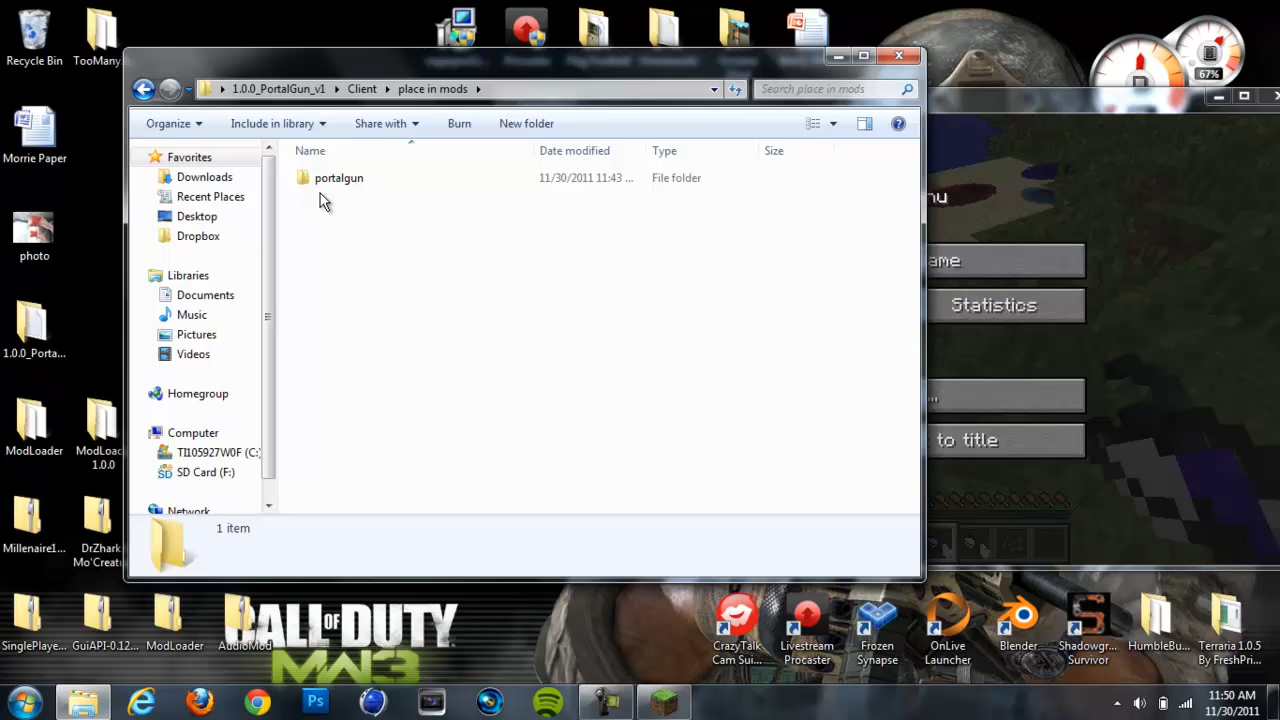 Recycle Bin
TooMany...
67%
1.0.0_PortalGun_v1
Client
place in mods
Search place in mods
Organize
Include in library
Share with
Burn
New folder
Name
Date modified
Type
Size
portalgun
11/30/2011 11:43 ...
File folder
Favorites
Downloads
Recent Places
Desktop
Dropbox
Libraries
Documents
Music
Pictures
Videos
Homegroup
Computer
TI105927W0F (C:)
SD Card (F:)
Network
1 item
Morrie Paper
photo
1.0.0_Porta...
ModLoader
ModLoa...
1.0.0
Millenaire1...
DrZhark
Mo'Creatu
nu
ame
Statistics
...
to title
CALL OF DUTY
MW3
SinglePlaye...
GuiAPI-0.12...
ModLoader
AudioMod
CrazyTalk
Cam Sui...
Livestream
Procaster
Frozen
Synapse
OnLive
Launcher
Blender
Shadowgr...
Survivor
HumbleBu...
Terraria 1.0.5
By FreshPri...
Ps
11:50 AM
11/30/2011